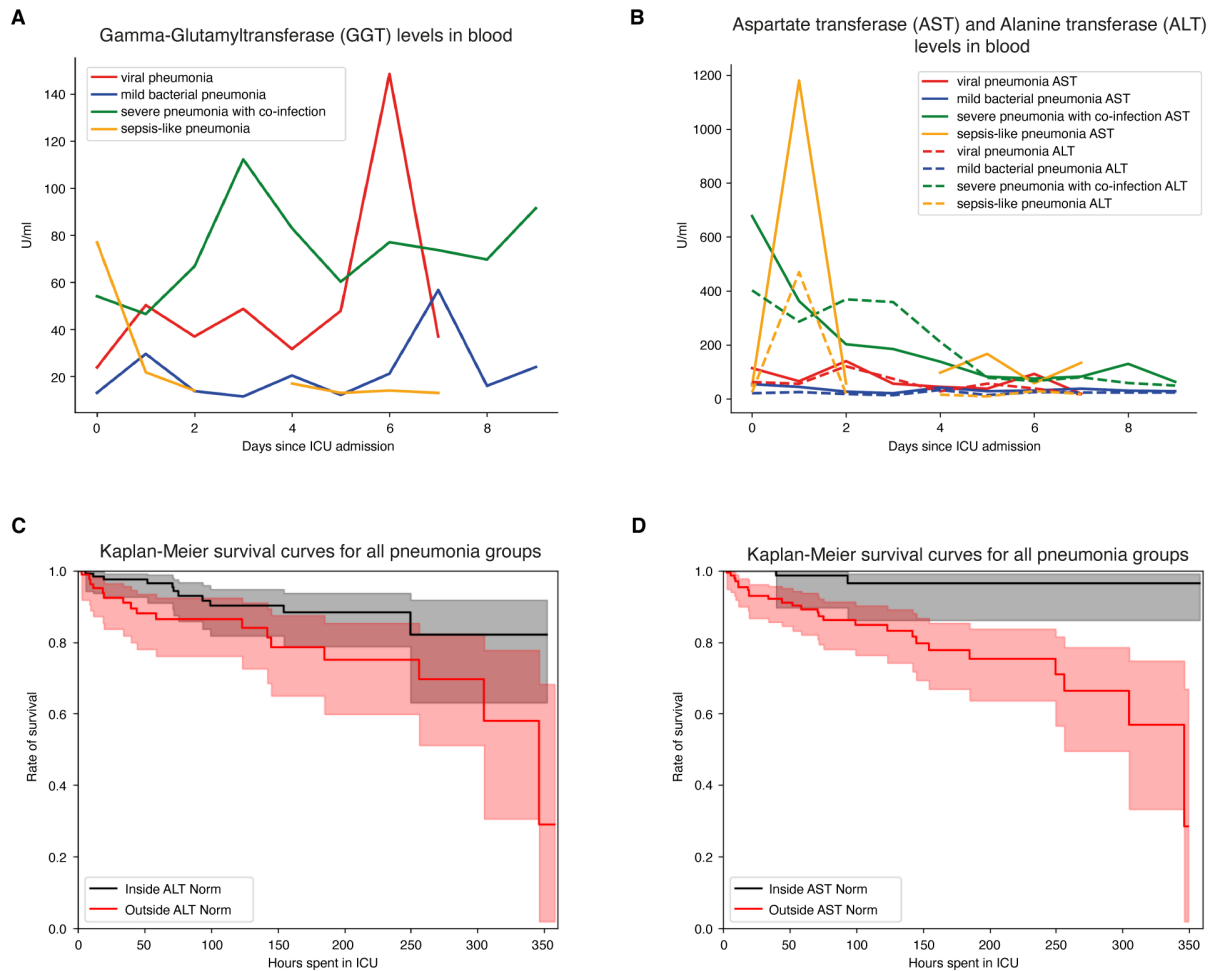 A
Gamma-Glutamyltransferase (GGT) levels in blood
viral pheumonia
mild bacterial pneumonia
severe pneumonia with co-infection
sepsis-like pneumonia
140
120
100
80
60
40
20
U/ml
0
2
4
6
8
Days since ICU admission
B
Aspartate transferase (AST) and Alanine transferase (ALT)
levels in blood
viral pneumonia AST
mild bacterial pneumonia AST
severe pneumonia with co-infection AST
sepsis-like pneumonia AST
viral pneumonia ALT
mild bacterial pneumonia ALT
severe pneumonia with co-infection ALT
sepsis-like pneumonia ALT
1200
1000
800
600
400
200
0
U/ml
0
2
4
6
8
Days since ICU admission
C
Kaplan-Meier survival curves for all pneumonia groups
1.0
0.8
0.6
0.4
0.2
0.0
Rate of survival
Inside ALT Norm
Outside ALT Norm
0
50
100
150
200
250
300
350
Hours spent in ICU
D
Kaplan-Meier survival curves for all pneumonia groups
1.0
0.8
0.6
0.4
0.2
0.0
Rate of survival
Inside AST Norm
Outside AST Norm
0
50
100
150
200
250
300
350
Hours spent in ICU